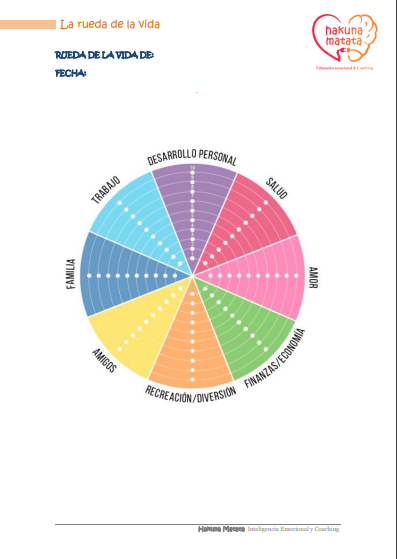 La rueda de la vida
hakuna
matata
Educación emocional & Coaching
RUEDA DE LA VIDA DE:
FECHA:
DESARROLLO PERSONAL
TRABAJO
SALUD
FAMILIA
AMOR
AMIGOS
FINANZAS/ECONOMÍA
RECREACIÓN/DIVERSIÓN
Hakuna Matata Inteligencia Emocional y Coaching